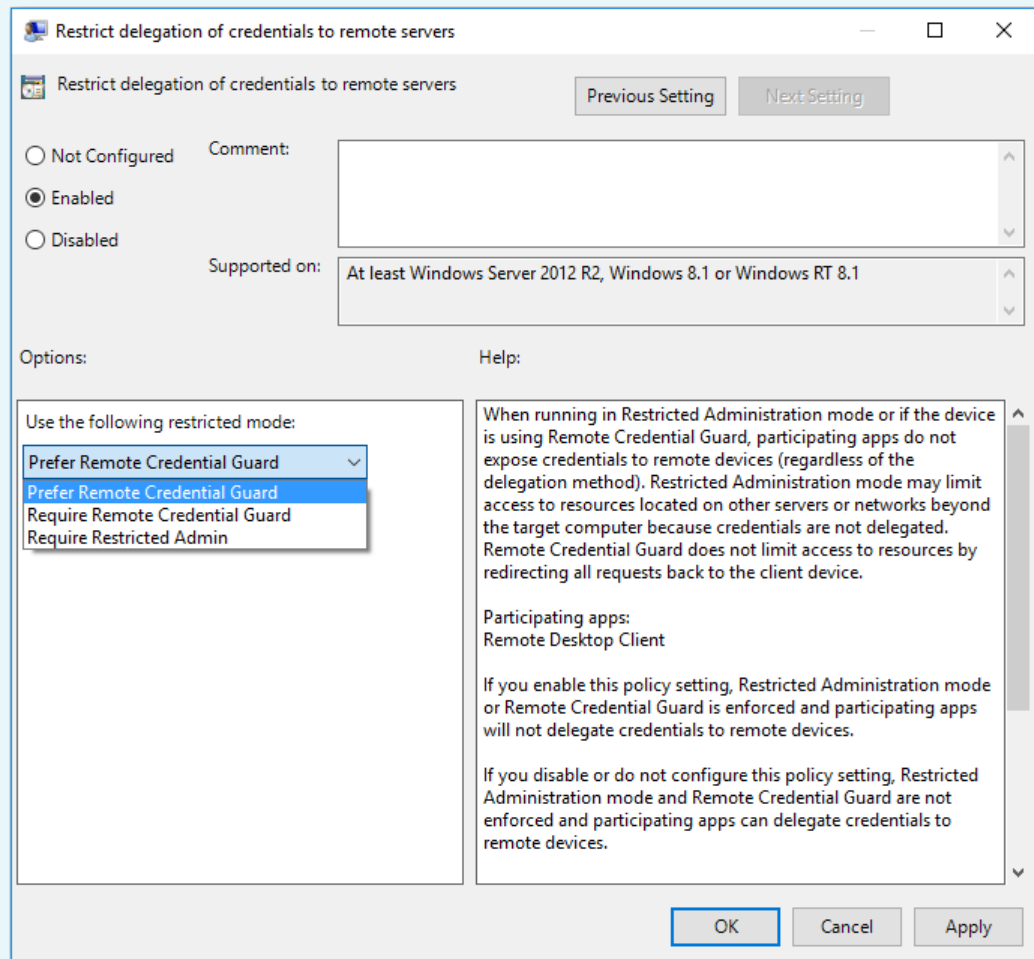 Restrict delegation of credentials to remote servers
Restrict delegation of credentials to remote servers
Previous Setting
Next Setting
Not Configured
Enabled
Disabled
Comment:
Supported on:
At least Windows Server 2012 R2, Windows 8.1 or Windows RT 8.1
Options:
Help:
Use the following restricted mode:
Prefer Remote Credential Guard
Prefer Remote Credential Guard
Require Remote Credential Guard
Require Restricted Admin
When running in Restricted Administration mode or if the device
is using Remote Credential Guard, participating apps do not
expose credentials to remote devices (regardless of the
delegation method). Restricted Administration mode may limit
access to resources located on other servers or networks beyond
the target computer because credentials are not delegated.
Remote Credential Guard does not limit access to resources by
redirecting all requests back to the client device.
Participating apps:
Remote Desktop Client
If you enable this policy setting, Restricted Administration mode
or Remote Credential Guard is enforced and participating apps
will not delegate credentials to remote devices.
If you disable or do not configure this policy setting, Restricted
Administration mode and Remote Credential Guard are not
enforced and participating apps can delegate credentials to
remote devices.
OK
Cancel
Apply